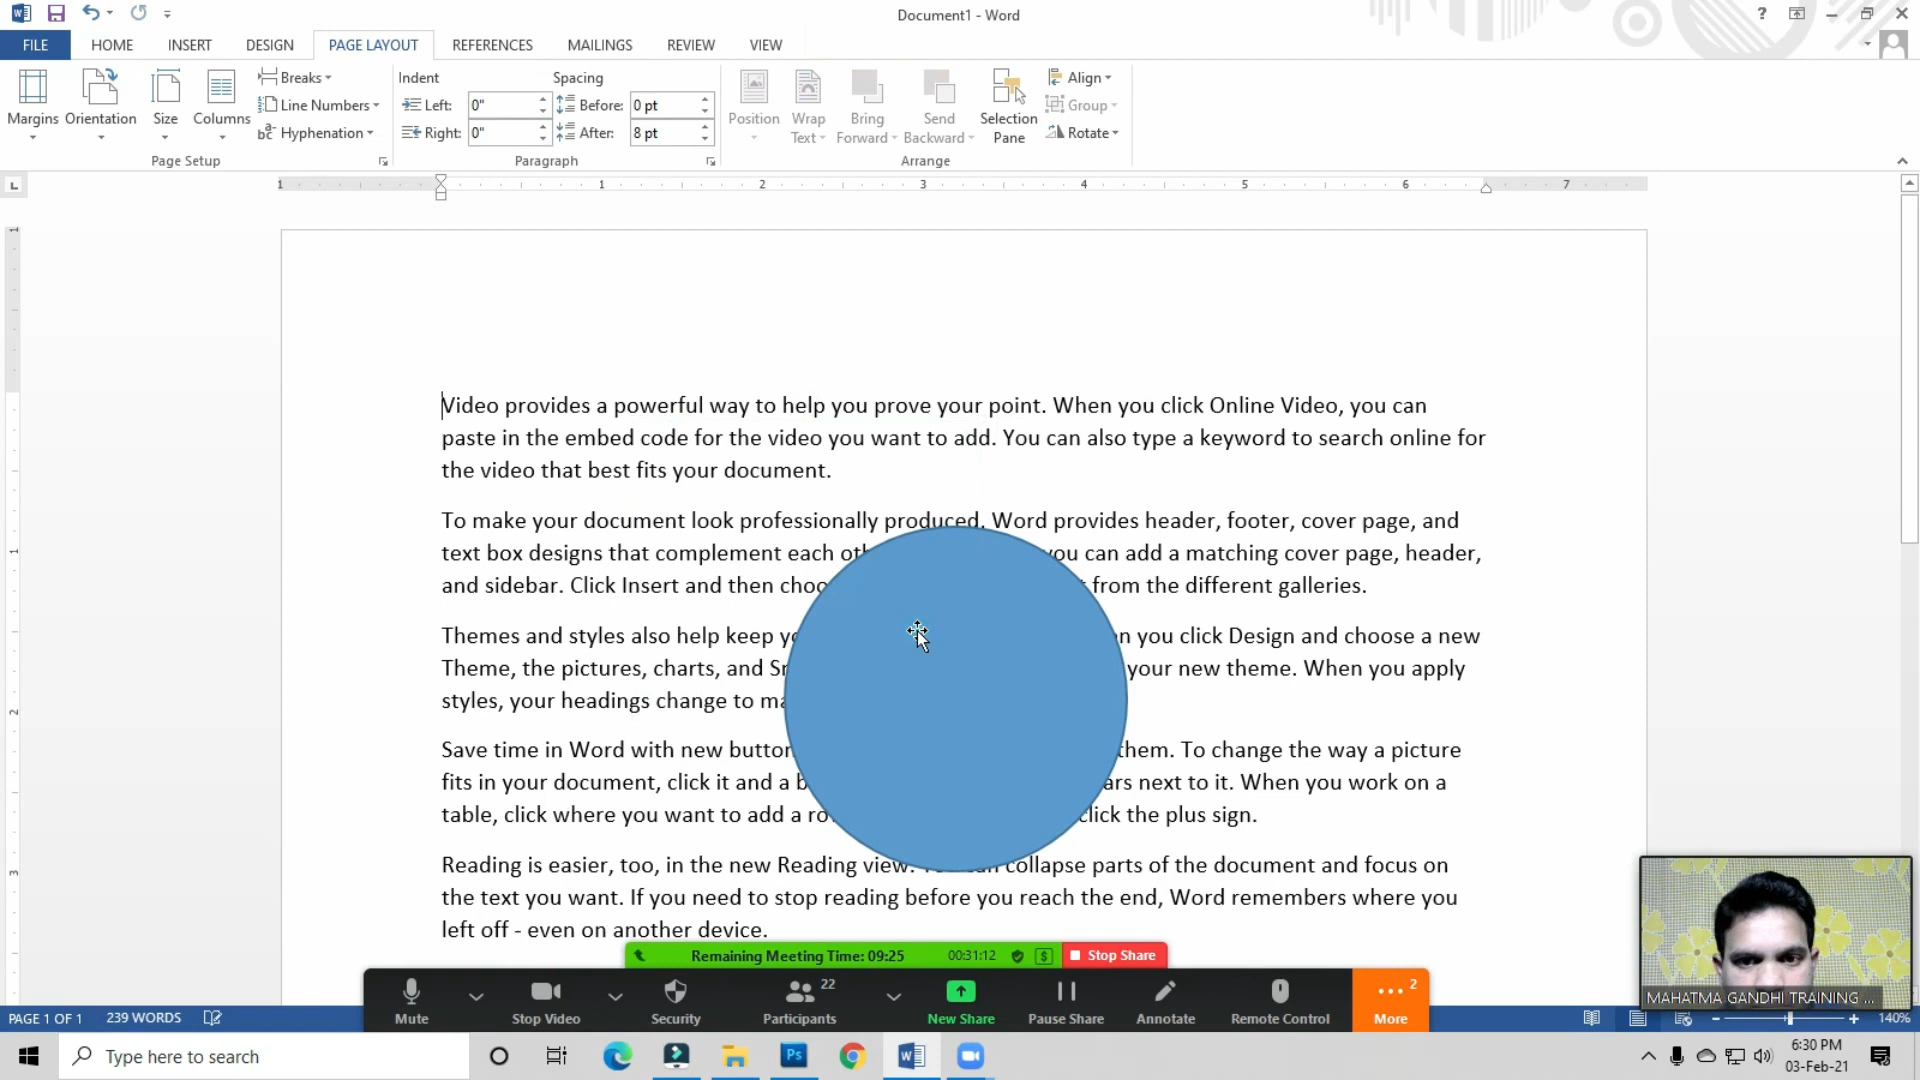 Document1 - Word
FILE HOME INSERT DESIGN PAGE LAYOUT REFERENCES MAILINGS REVIEW VIEW
Margins
Orientation
Size
Columns
Breaks
Line Numbers
Hyphenation
Page Setup
Indent
Left: 0"
Right: 0"
Spacing
Before: 0 pt
After: 8 pt
Paragraph
Position
Wrap
Text
Bring
Forward
Send
Backward
Selection
Pane
Align
Group
Rotate
Arrange
1 1 2 3 4 5 6 7
Video provides a powerful way to help you prove your point. When you click Online Video, you can
paste in the embed code for the video you want to add. You can also type a keyword to search online for
the video that best fits your document.
To make your document look professionally produced, Word provides header, footer, cover page, and
text box designs that complement each you can add a matching cover page, header,
and sidebar. Click Insert and then from the different galleries.
Themes and styles also help keep you click Design and choose a new
Theme, the pictures, charts, and your new theme. When you apply
styles, your headings change to
Save time in Word with new them. To change the way a picture
fits in your document, click it and a next to it. When you work on a
table, click where you want to add a click the plus sign.
Reading is easier, too, in the new Reading view. collapse parts of the document and focus on
the text you want. If you need to stop reading before you reach the end, Word remembers where you
left off - even on another device.
Remaining Meeting Time: 09:25 00:31:12 $ Stop Share
Mute
Stop Video
Security
Participants 22
New Share
Pause Share
Annotate
Remote Control
More 2
MAHATMA GANDHI TRAINING ...
PAGE 1 OF 1 239 WORDS
140%
Type here to search
Ps
6:30 PM
03-Feb-21